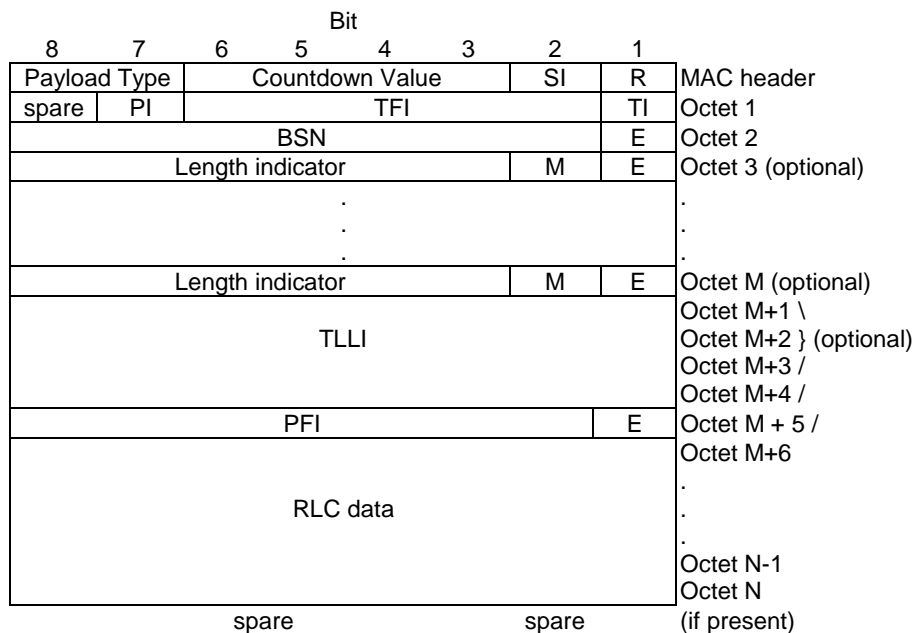 Bit
8 7 6 5 4 3 2 1
Payload Type Countdown Value SI R MAC header
spare PI TFI TI Octet 1
BSN E Octet 2
Length indicator M E Octet 3 (optional)
. .
. .
. .
Length indicator M E Octet M (optional)
Octet M+1 \
TLLI Octet M+2 } (optional)
Octet M+3 /
Octet M+4 /
PFI E Octet M + 5 /
Octet M+6
.
RLC data .
.
Octet N-1
Octet N
spare spare (if present)